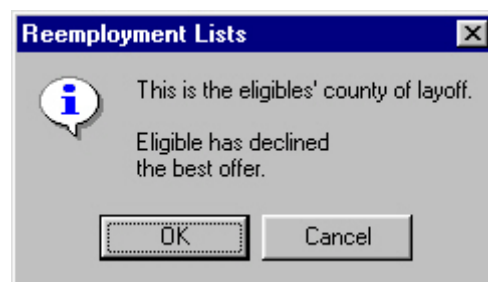 Reemployment Lists
This is the eligibles' county of layoff.
Eligible has declined
the best offer.
OK
Cancel